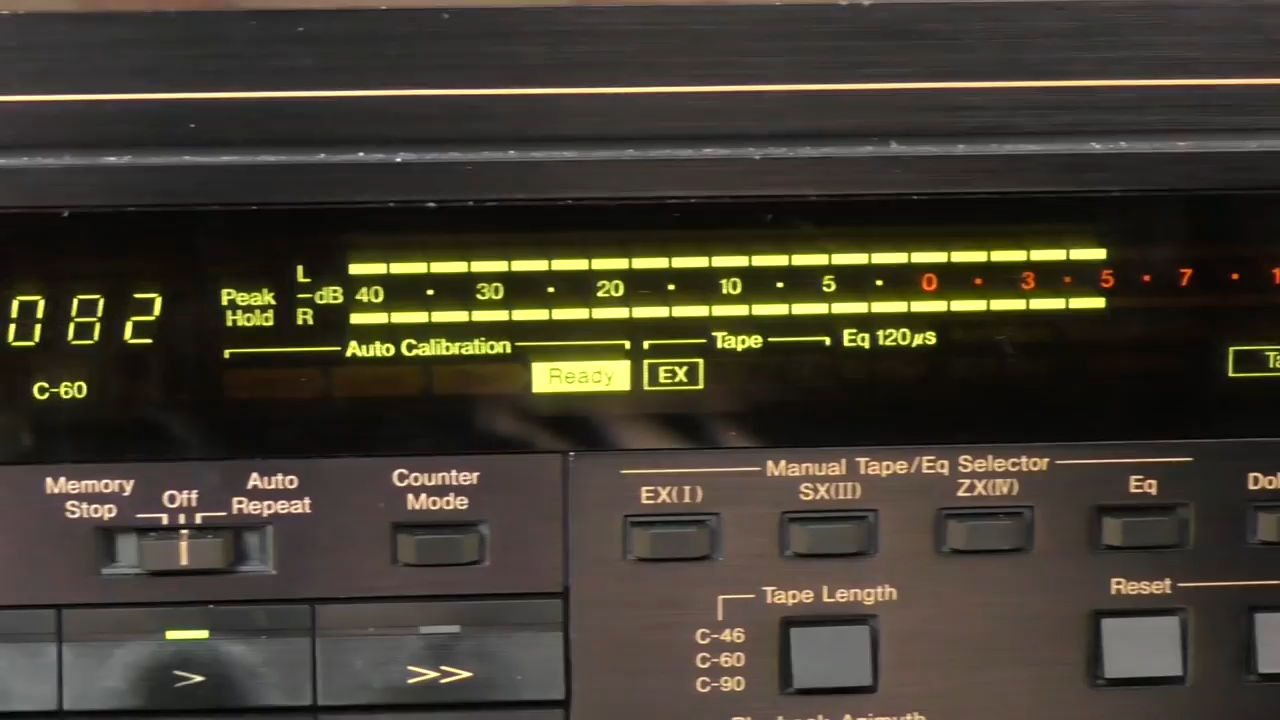 L
Peak
Hold
-dB 40 · 30 · 20 · 10 · 5 · 0 · 3 · 5 · 7 ·
R
082
Auto Calibration
Tape
Eq 120μs
C-60
Ready
EX
Memory
Stop
Off
Auto
Repeat
Counter
Mode
Manual Tape/Eq Selector
EX(I)
SX(II)
ZX(IV)
Eq
Tape Length
C-46
C-60
C-90
Reset
>
>>